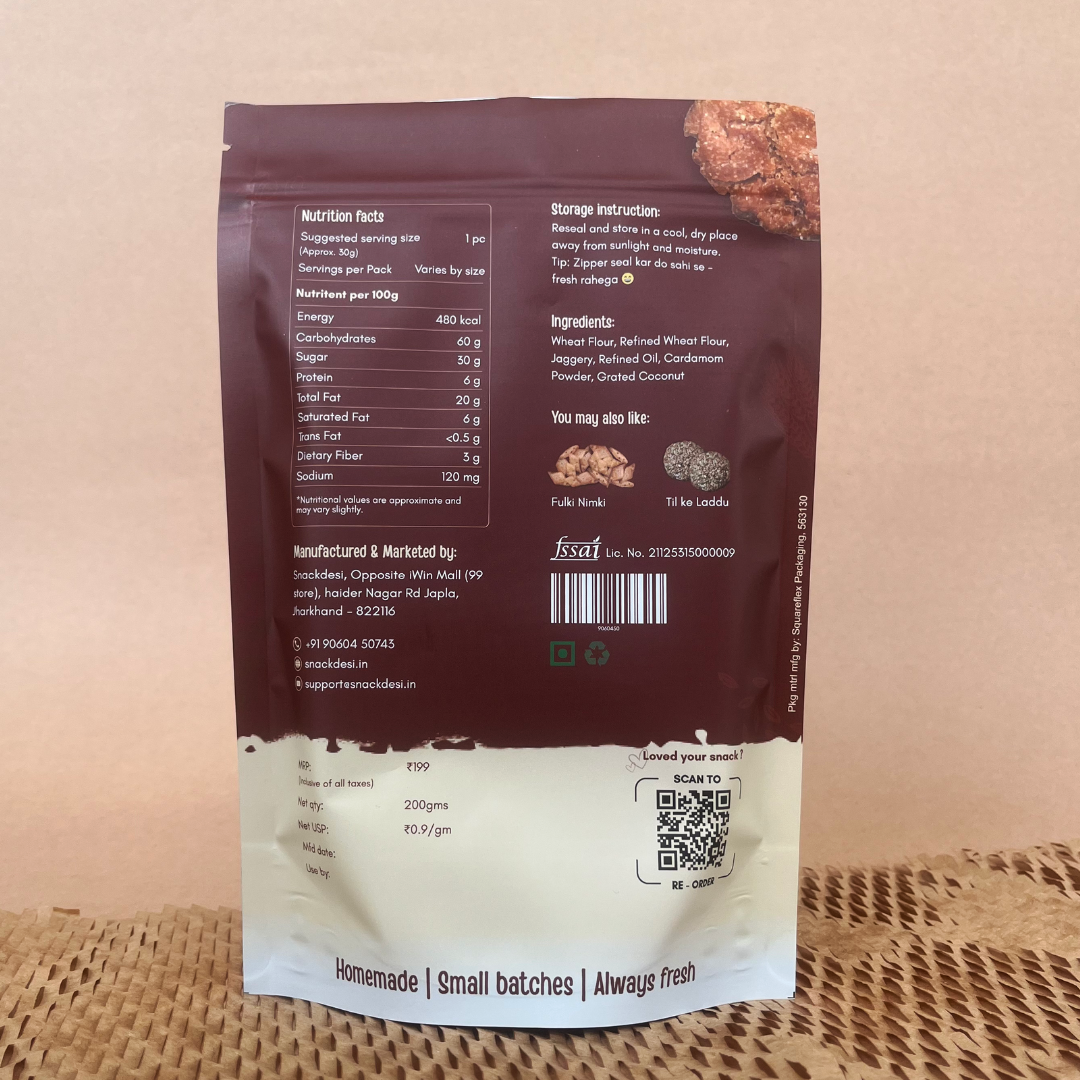 Nutrition facts
Suggested serving size 1 pc
(Approx. 30g)
Servings per Pack Varies by size
Nutritent per 100g
Energy 480 kcal
Carbohydrates 60 g
Sugar 30 g
Protein 6 g
Total Fat 20 g
Saturated Fat 6 g
Trans Fat <0.5 g
Dietary Fiber 3 g
Sodium 120 mg
*Nutritional values are approximate and
may vary slightly.
Manufactured & Marketed by:
Snackdesi, Opposite iWin Mall (99
store), haider Nagar Rd Japla,
Jharkhand - 822116
+91 90604 50743
snackdesi.in
support@snackdesi.in
Storage instruction:
Reseal and store in a cool, dry place
away from sunlight and moisture.
Tip: Zipper seal kar do sahi se -
fresh rahega 😄
Ingredients:
Wheat Flour, Refined Wheat Flour,
Jaggery, Refined Oil, Cardamom
Powder, Grated Coconut
You may also like:
Fulki Nimki Til ke Laddu
fssai Lic. No. 21125315000009
9060450
Pkg mtrl mfg by: Squareflex Packaging, 563130
MRP: ₹199
(Inclusive of all taxes)
Net qty: 200gms
Net USP: ₹0.9/gm
Mfd date:
Use by:
Loved your snack?
SCAN TO
RE - ORDER
Homemade | Small batches | Always fresh